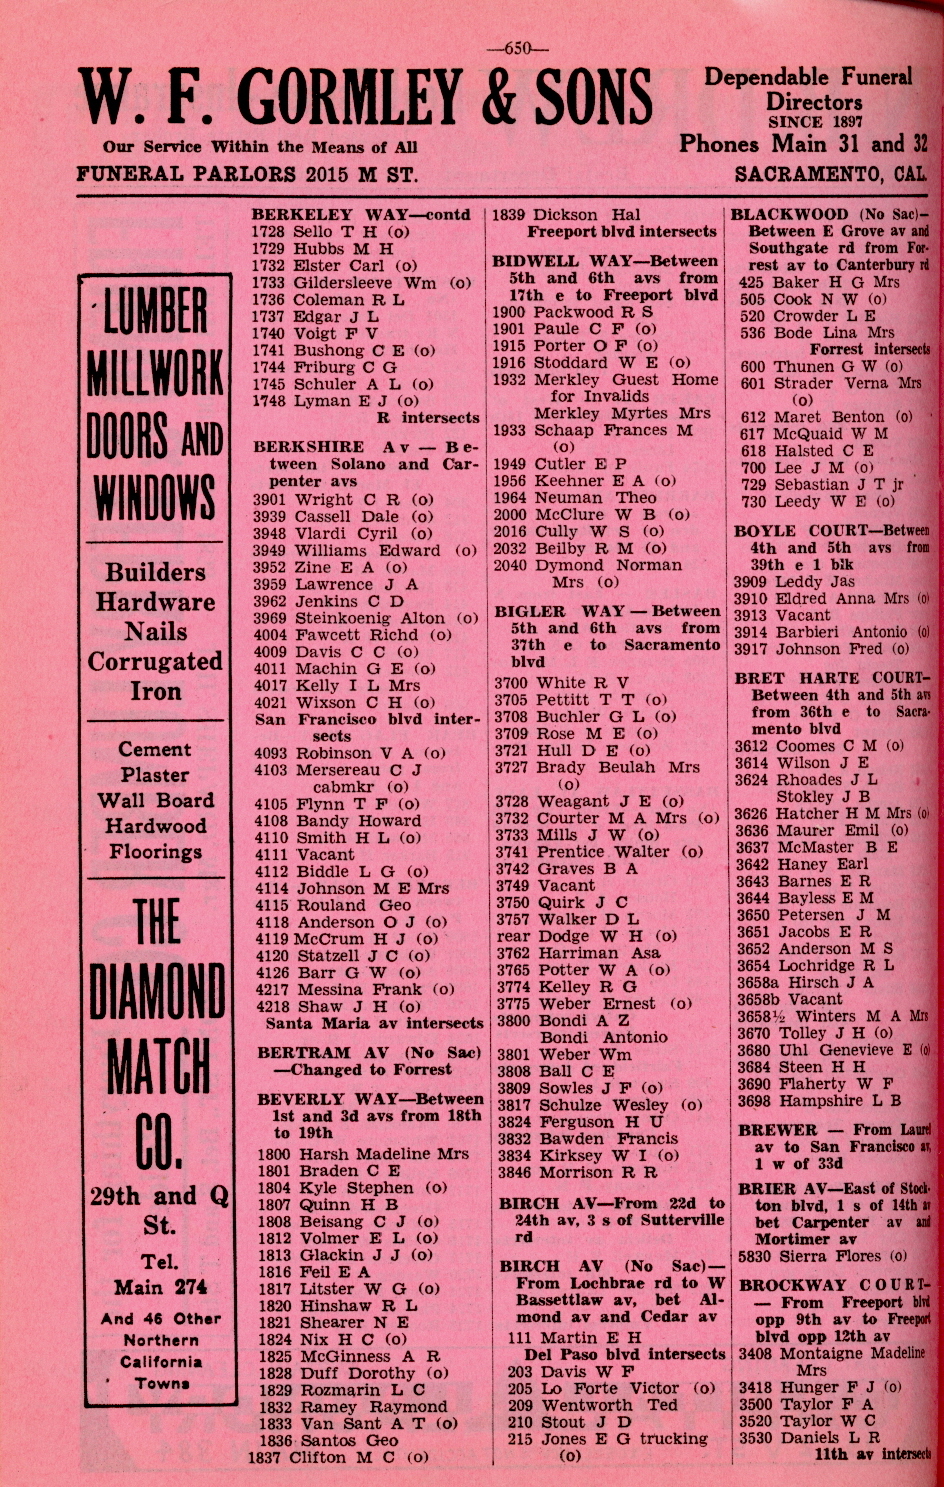 —650—
W. F. GORMLEY & SONS
Our Service Within the Means of All
FUNERAL PARLORS 2015 M ST.
Dependable Funeral
Directors
SINCE 1897
Phones Main 31 and 32
SACRAMENTO, CAL.
LUMBER
MILLWORK
DOORS AND
WINDOWS
Builders
Hardware
Nails
Corrugated
Iron
Cement
Plaster
Wall Board
Hardwood
Floorings
THE
DIAMOND
MATCH
CO.
29th and Q
St.
Tel.
Main 274
And 46 Other
Northern
California
Towns
BERKELEY WAY—contd
1728 Sello T H (o)
1729 Hubbs M H
1732 Elster Carl (o)
1733 Gildersleeve Wm (o)
1736 Coleman R L
1737 Edgar J L
1740 Voigt F V
1741 Bushong C E (o)
1744 Friburg C G
1745 Schuler A L (o)
1748 Lyman E J (o)
R intersects
BERKSHIRE Av — Be-
tween Solano and Car-
penter avs
3901 Wright C R (o)
3939 Cassell Dale (o)
3948 Vlardi Cyril (o)
3949 Williams Edward (o)
3952 Zine E A (o)
3959 Lawrence J A
3962 Jenkins C D
3969 Steinkoenig Alton (o)
4004 Fawcett Richd (o)
4009 Davis C C (o)
4011 Machin G E (o)
4017 Kelly I L Mrs
4021 Wixson C H (o)
San Francisco blvd inter-
sects
4093 Robinson V A (o)
4103 Mersereau C J
cabmkr (o)
4105 Flynn T F (o)
4108 Bandy Howard
4110 Smith H L (o)
4111 Vacant
4112 Biddle L G (o)
4114 Johnson M E Mrs
4115 Rouland Geo
4118 Anderson O J (o)
4119 McCrum H J (o)
4120 Statzell J C (o)
4126 Barr G W (o)
4217 Messina Frank (o)
4218 Shaw J H (o)
Santa Maria av intersects
BERTRAM AV (No Sac)
—Changed to Forrest
BEVERLY WAY—Between
1st and 3d avs from 18th
to 19th
1800 Harsh Madeline Mrs
1801 Braden C E
1804 Kyle Stephen (o)
1807 Quinn H B
1808 Beisang C J (o)
1812 Volmer E L (o)
1813 Glackin J J (o)
1816 Feil E A
1817 Litster W G (o)
1820 Hinshaw R L
1821 Shearer N E
1824 Nix H C (o)
1825 McGinness A R
1828 Duff Dorothy (o)
1829 Rozmarin L C
1832 Ramey Raymond
1833 Van Sant A T (o)
1836 Santos Geo
1837 Clifton M C (o)
1839 Dickson Hal
Freeport blvd intersects
BIDWELL WAY—Between
5th and 6th avs from
17th e to Freeport blvd
1900 Packwood R S
1901 Paule C F (o)
1915 Porter O F (o)
1916 Stoddard W E (o)
1932 Merkley Guest Home
for Invalids
Merkley Myrtes Mrs
1933 Schaap Frances M
(o)
1949 Cutler E P
1956 Keehner E A (o)
1964 Neuman Theo
2000 McClure W B (o)
2016 Cully W S (o)
2032 Beilby R M (o)
2040 Dymond Norman
Mrs (o)
BIGLER WAY — Between
5th and 6th avs from
37th e to Sacramento
blvd
3700 White R V
3705 Pettitt T T (o)
3708 Buchler G L (o)
3709 Rose M E (o)
3721 Hull D E (o)
3727 Brady Beulah Mrs
(o)
3728 Weagant J E (o)
3732 Courter M A Mrs (o)
3733 Mills J W (o)
3741 Prentice Walter (o)
3742 Graves B A
3749 Vacant
3750 Quirk J C
3757 Walker D L
rear Dodge W H (o)
3762 Harriman Asa
3765 Potter W A (o)
3774 Kelley R G
3775 Weber Ernest (o)
3800 Bondi A Z
Bondi Antonio
3801 Weber Wm
3808 Ball C E
3809 Sowles J F (o)
3817 Schulze Wesley (o)
3824 Ferguson H U
3832 Bawden Francis
3834 Kirksey W I (o)
3846 Morrison R R
BIRCH AV—From 22d to
24th av, 3 s of Sutterville
rd
BIRCH AV (No Sac)—
From Lochbrae rd to W
Bassettlaw av, bet Al-
mond av and Cedar av
111 Martin E H
Del Paso blvd intersects
203 Davis W F
205 Lo Forte Victor (o)
209 Wentworth Ted
210 Stout J D
215 Jones E G trucking
(o)
BLACKWOOD (No Sac)—
Between E Grove av and
Southgate rd from For-
rest av to Canterbury rd
425 Baker H G Mrs
505 Cook N W (o)
520 Crowder L E
536 Bode Lina Mrs
Forrest intersects
600 Thunen G W (o)
601 Strader Verna Mrs
(o)
612 Maret Benton (o)
617 McQuaid W M
618 Halsted C E
700 Lee J M (o)
729 Sebastian J T jr
730 Leedy W E (o)
BOYLE COURT—Between
4th and 5th avs from
39th e 1 blk
3909 Leddy Jas
3910 Eldred Anna Mrs (o)
3913 Vacant
3914 Barbieri Antonio (o)
3917 Johnson Fred (o)
BRET HARTE COURT—
Between 4th and 5th avs
from 36th e to Sacra-
mento blvd
3612 Coomes C M (o)
3614 Wilson J E
3624 Rhoades J L
Stokley J B
3626 Hatcher H M Mrs (o)
3636 Maurer Emil (o)
3637 McMaster B E
3642 Haney Earl
3643 Barnes E R
3644 Bayless E M
3650 Petersen J M
3651 Jacobs E R
3652 Anderson M S
3654 Lochridge R L
3658a Hirsch J A
3658b Vacant
3658½ Winters M A Mrs
3670 Tolley J H (o)
3680 Uhl Genevieve E (o)
3684 Steen H H
3690 Flaherty W F
3698 Hampshire L B
BREWER — From Laurel
av to San Francisco av,
1 w of 33d
BRIER AV—East of Stock-
ton blvd, 1 s of 14th av
bet Carpenter av and
Mortimer av
5830 Sierra Flores (o)
BROCKWAY COURT—
— From Freeport blvd
opp 9th av to Freeport
blvd opp 12th av
3408 Montaigne Madeline
Mrs
3418 Hunger F J (o)
3500 Taylor F A
3520 Taylor W C
3530 Daniels L R
11th av intersects